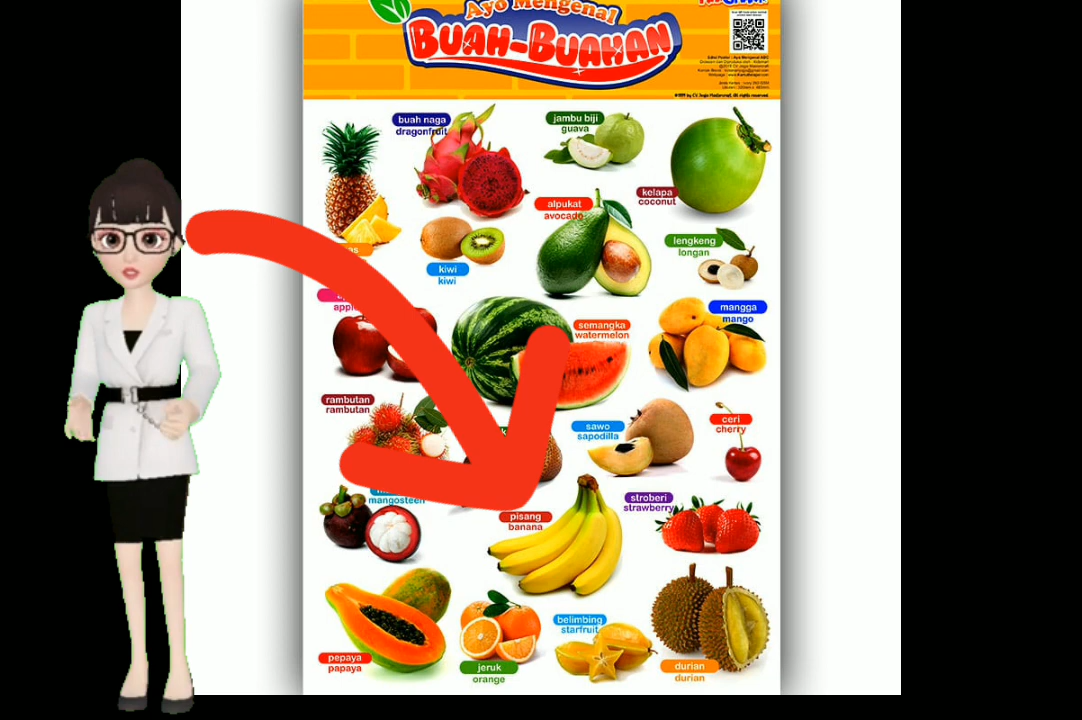 Ayo Mengenal
BUAH-BUAHAN
buah naga
dragonfruit
jambu biji
guava
kelapa
coconut
alpukat
avocado
lengkeng
longan
kiwi
kiwi
mangga
mango
semangka
watermelon
rambutan
rambutan
sawo
sapodilla
ceri
cherry
mangosteen
pisang
banana
stroberi
strawberry
pepaya
papaya
jeruk
orange
belimbing
starfruit
durian
durian